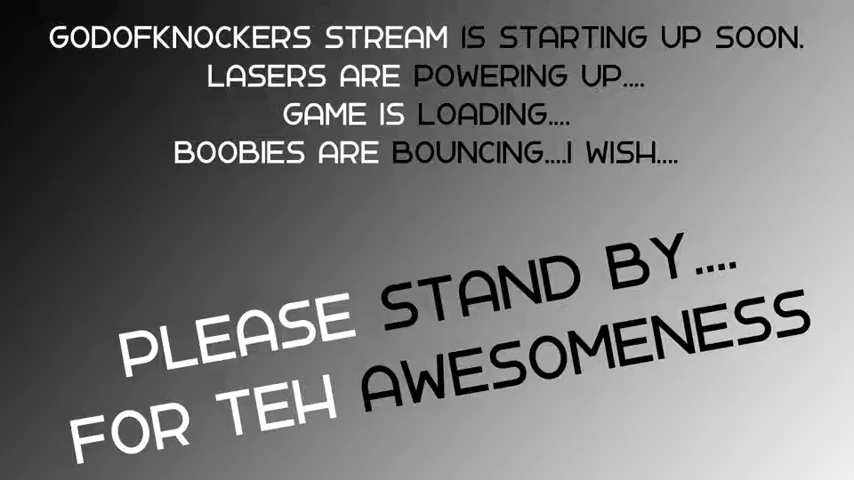 GODOFKNOCKERS STREAM IS STARTING UP SOON.
LASERS ARE POWERING UP....
GAME IS LOADING....
BOOBIES ARE BOUNCING....I WISH....
PLEASE STAND BY....
FOR TEH AWESOMENESS